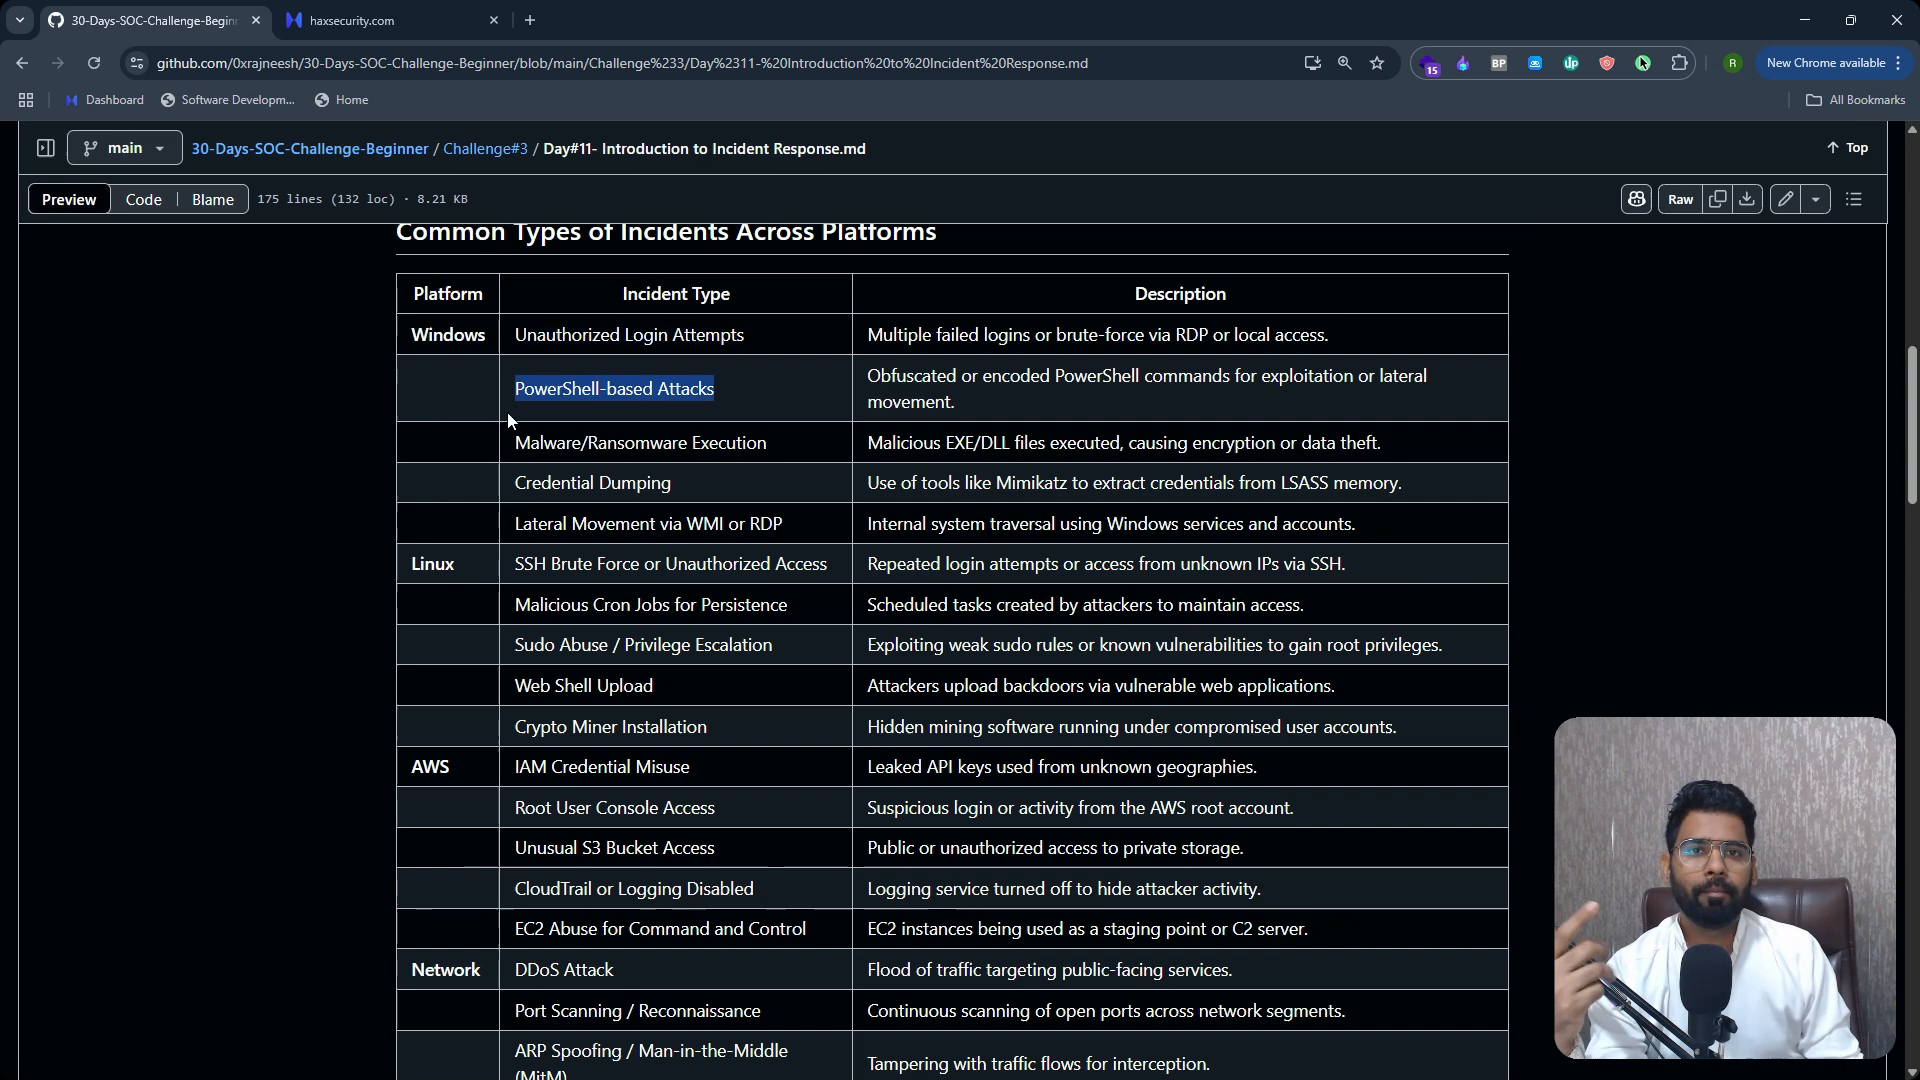 30-Days-SOC-Challenge-Beginn
haxsecurity.com
github.com/0xrajneesh/30-Days-SOC-Challenge-Beginner/blob/main/Challenge%233/Day%2311-%20Introduction%20to%20Incident%20Response.md
15
BP
R
New Chrome available
Dashboard
Software Developm...
Home
All Bookmarks
main
30-Days-SOC-Challenge-Beginner / Challenge#3 / Day#11- Introduction to Incident Response.md
Top
Preview
Code
Blame
175 lines (132 loc) · 8.21 KB
Raw
Common Types of Incidents Across Platforms
Platform Incident Type Description
Windows Unauthorized Login Attempts Multiple failed logins or brute-force via RDP or local access.
PowerShell-based Attacks Obfuscated or encoded PowerShell commands for exploitation or lateral
movement.
Malware/Ransomware Execution Malicious EXE/DLL files executed, causing encryption or data theft.
Credential Dumping Use of tools like Mimikatz to extract credentials from LSASS memory.
Lateral Movement via WMI or RDP Internal system traversal using Windows services and accounts.
Linux SSH Brute Force or Unauthorized Access Repeated login attempts or access from unknown IPs via SSH.
Malicious Cron Jobs for Persistence Scheduled tasks created by attackers to maintain access.
Sudo Abuse / Privilege Escalation Exploiting weak sudo rules or known vulnerabilities to gain root privileges.
Web Shell Upload Attackers upload backdoors via vulnerable web applications.
Crypto Miner Installation Hidden mining software running under compromised user accounts.
AWS IAM Credential Misuse Leaked API keys used from unknown geographies.
Root User Console Access Suspicious login or activity from the AWS root account.
Unusual S3 Bucket Access Public or unauthorized access to private storage.
CloudTrail or Logging Disabled Logging service turned off to hide attacker activity.
EC2 Abuse for Command and Control EC2 instances being used as a staging point or C2 server.
Network DDoS Attack Flood of traffic targeting public-facing services.
Port Scanning / Reconnaissance Continuous scanning of open ports across network segments.
ARP Spoofing / Man-in-the-Middle
(MitM) Tampering with traffic flows for interception.